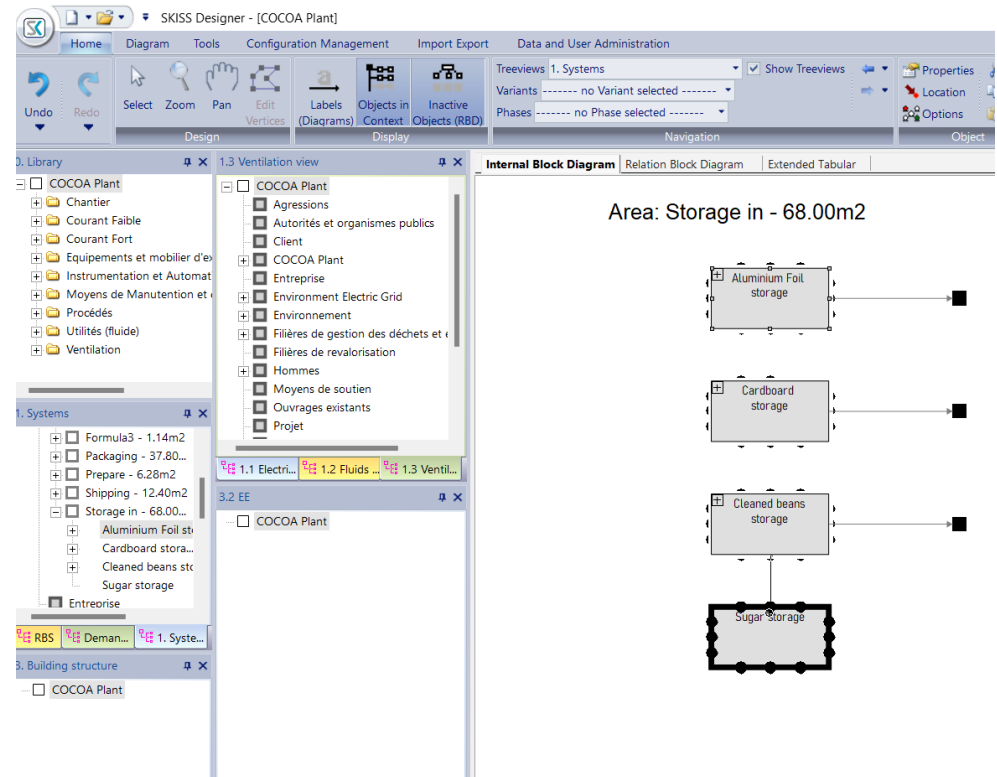 SKISS Designer - [COCOA Plant]
Home Diagram Tools Configuration Management Import Export Data and User Administration
Undo Redo
Select Zoom Pan Edit Vertices
Design
Labels (Diagrams) Objects in Context Inactive Objects (RBD)
Display
Treeviews 1. Systems Show Treeviews
Variants ------- no Variant selected -------
Phases ------- no Phase selected -------
Navigation
Properties
Location
Options
Object
0. Library
COCOA Plant
Chantier
Courant Faible
Courant Fort
Equipements et mobilier d'ex
Instrumentation et Automat
Moyens de Manutention et
Procédés
Utilités (fluide)
Ventilation
1. Systems
Formula3 - 1.14m2
Packaging - 37.80...
Prepare - 6.28m2
Shipping - 12.40m2
Storage in - 68.00...
Aluminium Foil sto
Cardboard stora...
Cleaned beans sto
Sugar storage
Entreprise
RBS Deman... 1. Syste...
3. Building structure
COCOA Plant
1.3 Ventilation view
COCOA Plant
Agressions
Autorités et organismes publics
Client
COCOA Plant
Entreprise
Environment Electric Grid
Environnement
Filières de gestion des déchets et e
Filières de revalorisation
Hommes
Moyens de soutien
Ouvrages existants
Projet
1.1 Electri... 1.2 Fluids ... 1.3 Ventil...
3.2 EE
COCOA Plant
Internal Block Diagram Relation Block Diagram Extended Tabular
Area: Storage in - 68.00m2
Aluminium Foil
storage
Cardboard
storage
Cleaned beans
storage
Sugar storage